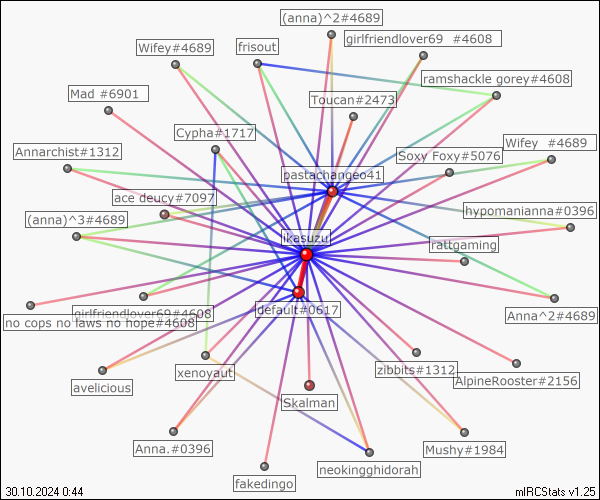 (anna)^2#4689
girlfriendlover69 #4608
Wifey#4689
frisout
ramshackle gorey#4608
Mad #6901
Toucan#2473
Cypha#1717
Annarchist#1312
Soxy Foxy#5076
Wifey #4689
pastachangeo41
ace deucy#7097
(anna)^3#4689
hypomanianna#0396
ikasuzu
rattgaming
no cops no laws no hope#4608
girlfriendlover69#4608
default#0617
Anna^2#4689
avelicious
xenoyaut
zibbits#1312
AlpineRooster#2156
Skalman
Anna.#0396
Mushy#1984
fakedingo
neokingghidorah
30.10.2024 0:44
mIRCStats v1.25